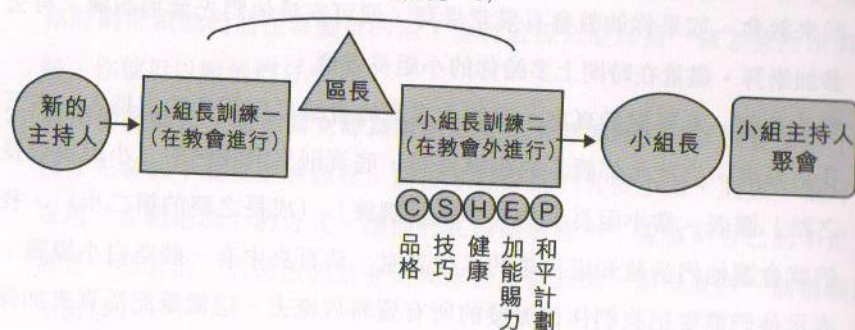 新的
主持人
小組長訓練一
(在教會進行)
區長
小組長訓練二
(在教會外進行)
小組長
小組主持人
聚會
C S H E P
品格
技巧
健康
加能賜力
和平計劃